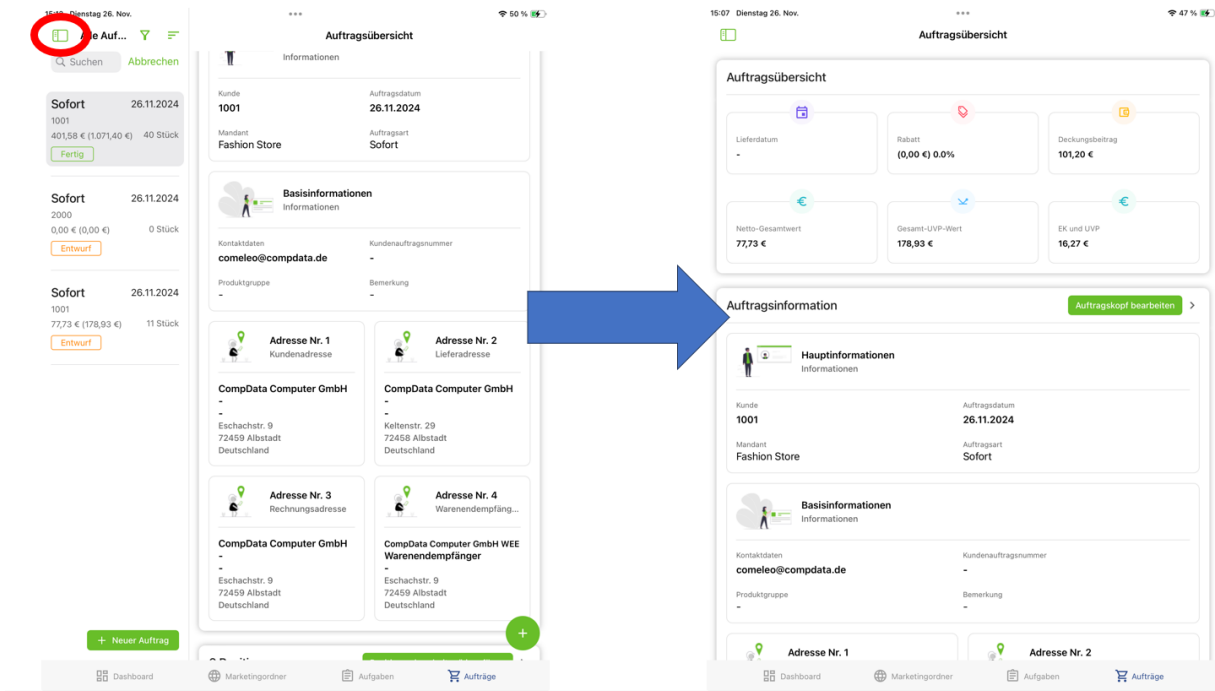 Dienstag 26. Nov.
50 %
Alle Auf...
Suchen
Abbrechen
Sofort 26.11.2024
1001
401,58 € (1.071,40 €) 40 Stück
Fertig
Sofort 26.11.2024
2000
0,00 € (0,00 €) 0 Stück
Entwurf
Sofort 26.11.2024
1001
77,73 € (178,93 €) 11 Stück
Entwurf
+ Neuer Auftrag
Auftragsübersicht
Informationen
Kunde Auftragsdatum
1001 26.11.2024
Mandant Auftragsart
Fashion Store Sofort
Basisinformationen
Informationen
Kontaktdaten Kundenauftragsnummer
comeleo@compdata.de -
Produktgruppe Bemerkung
- -
Adresse Nr. 1
Kundenadresse
CompData Computer GmbH
-
-
Eschachstr. 9
72459 Albstadt
Deutschland
Adresse Nr. 2
Lieferadresse
CompData Computer GmbH
-
-
Keltenstr. 29
72458 Albstadt
Deutschland
Adresse Nr. 3
Rechnungsadresse
CompData Computer GmbH
-
-
Eschachstr. 9
72459 Albstadt
Deutschland
Adresse Nr. 4
Warenendempfäng...
CompData Computer GmbH WEE
Warenendempfänger
-
Eschachstr. 9
72459 Albstadt
Deutschland
+
Dashboard Marketingordner Aufgaben Aufträge
15:07 Dienstag 26. Nov.
47 %
Auftragsübersicht
Auftragsübersicht
Lieferdatum
-
Rabatt
(0,00 €) 0.0%
Deckungsbeitrag
101,20 €
Netto-Gesamtwert
77,73 €
Gesamt-UVP-Wert
178,93 €
EK und UVP
16,27 €
Auftragsinformation
Auftragskopf bearbeiten
Hauptinformationen
Informationen
Kunde Auftragsdatum
1001 26.11.2024
Mandant Auftragsart
Fashion Store Sofort
Basisinformationen
Informationen
Kontaktdaten Kundenauftragsnummer
comeleo@compdata.de -
Produktgruppe Bemerkung
- -
Adresse Nr. 1 Adresse Nr. 2
Dashboard Marketingordner Aufgaben Aufträge